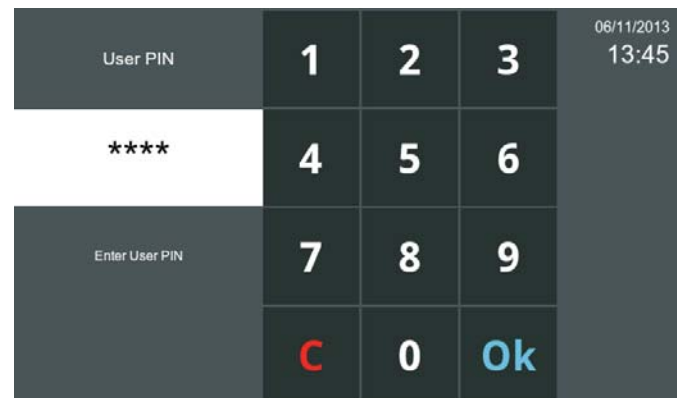 06/11/2013
13:45
User PIN
1 2 3
****
4 5 6
Enter User PIN
7 8 9
C 0 Ok